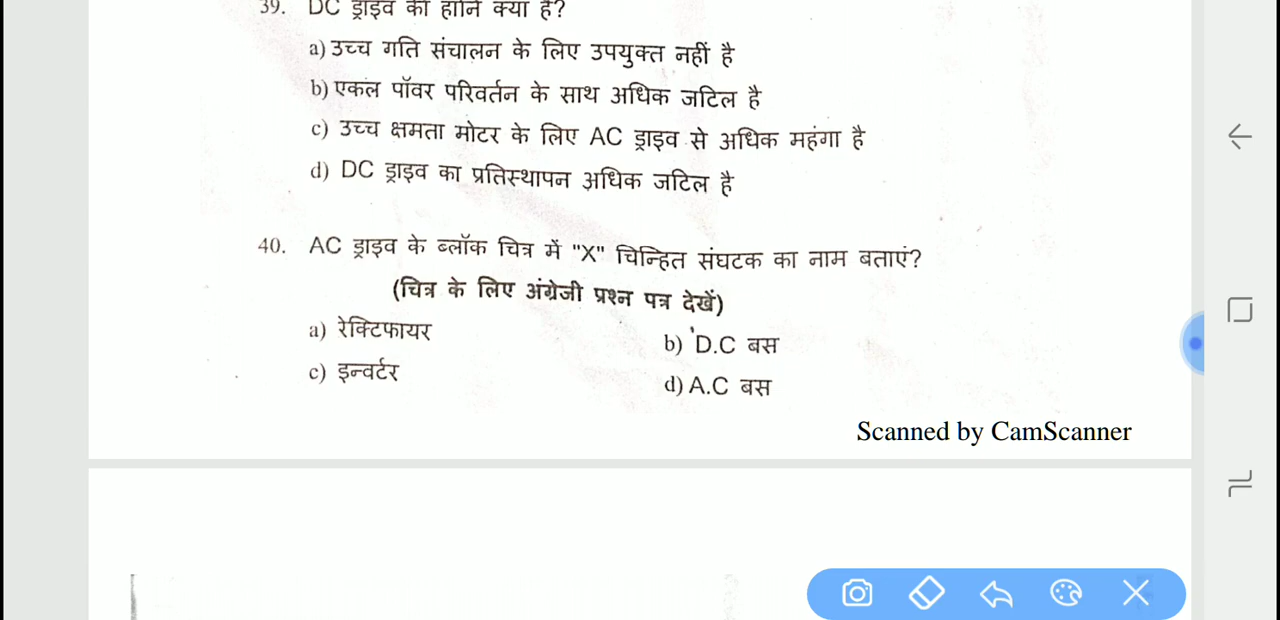 39. DC ड्राइव की हानि क्या है?
a) उच्च गति संचालन के लिए उपयुक्त नहीं है
b) एकल पॉवर परिवर्तन के साथ अधिक जटिल है
c) उच्च क्षमता मोटर के लिए AC ड्राइव से अधिक महंगा है
d) DC ड्राइव का प्रतिस्थापन अधिक जटिल है
40. AC ड्राइव के ब्लॉक चित्र में "X" चिन्हित संघटक का नाम बताएं?
(चित्र के लिए अंग्रेजी प्रश्न पत्र देखें)
a) रेक्टिफायर b) D.C बस
c) इन्वर्टर d) A.C बस
Scanned by CamScanner